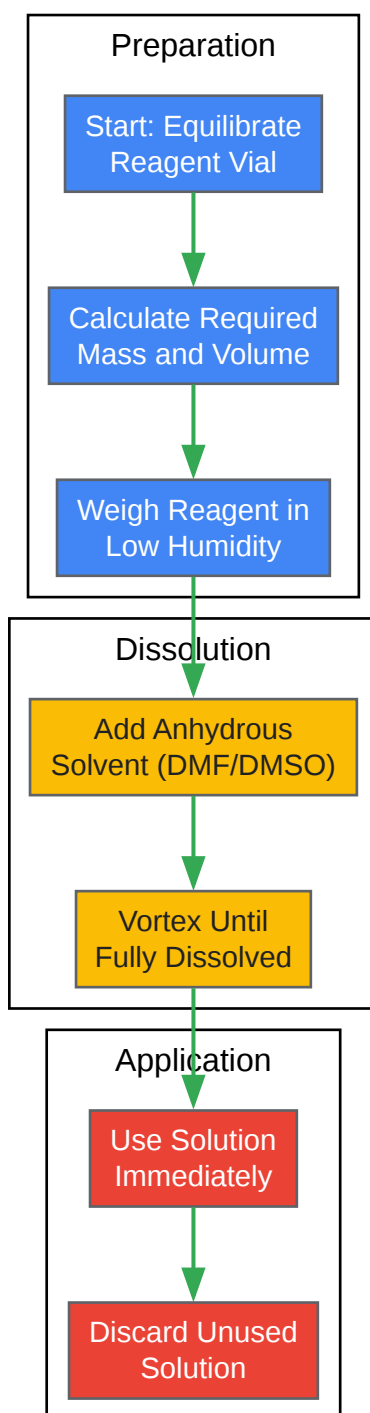 Preparation
Start: Equilibrate
Reagent Vial
Calculate Required
Mass and Volume
Weigh Reagent in
Low Humidity
Dissolution
Add Anhydrous
Solvent (DMF/DMSO)
Vortex Until
Fully Dissolved
Application
Use Solution
Immediately
Discard Unused
Solution